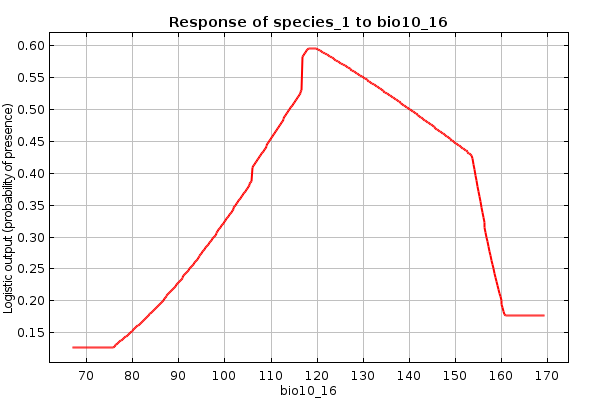 Response of species_1 to bio10_16
Logistic output (probability of presence)
0.60
0.55
0.50
0.45
0.40
0.35
0.30
0.25
0.20
0.15
70 80 90 100 110 120 130 140 150 160 170
bio10_16